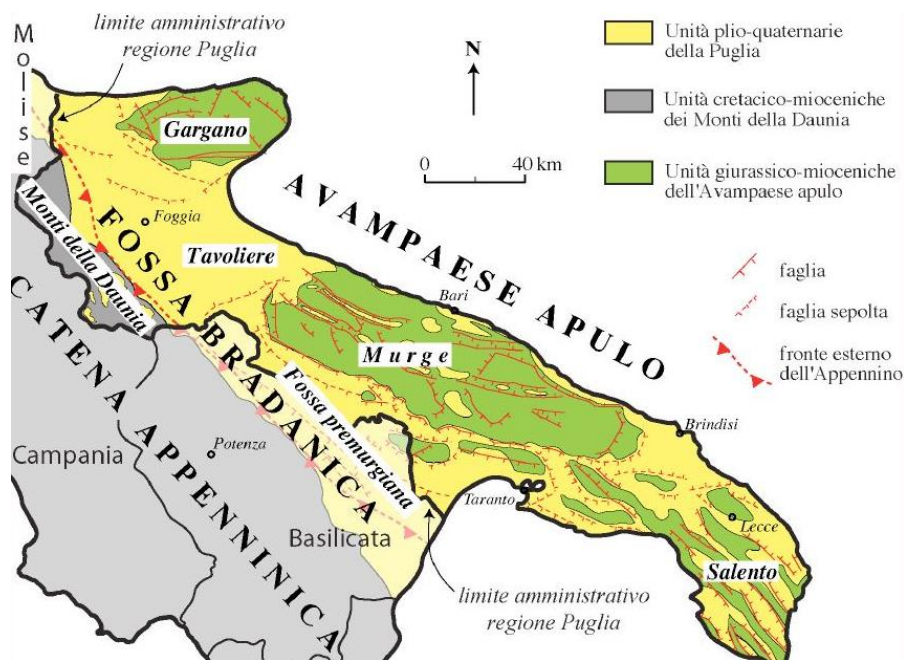 limite amministrativo
regione Puglia
Molise
N
0 40 km
Unità plio-quaternarie
della Puglia
Unità cretacico-mioceniche
dei Monti della Daunia
Unità giurassico-mioceniche
dell'Avampaese apulo
faglia
faglia sepolta
fronte esterno
dell'Appennino
Gargano
AVAMPAESE APULO
Foggia
Monti della Daunia
FOSSA BRADANICA
Tavoliere
Bari
Murge
CATENA APPENNINICA
Fossa premurgiana
Brindisi
Potenza
Campania
Taranto
Lecce
Basilicata
Salento
limite amministrativo
regione Puglia